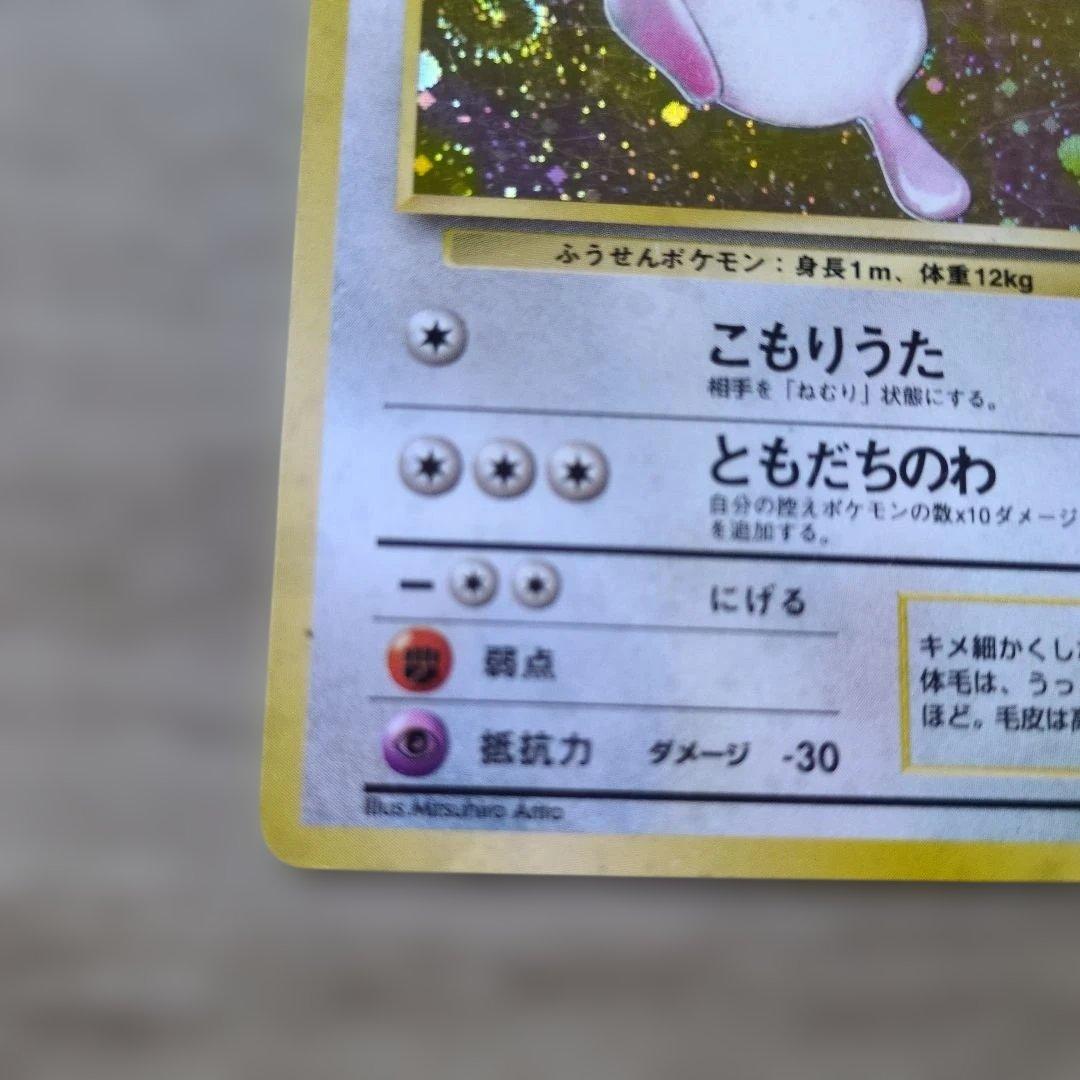 ふうせんポケモン：身長1m、体重12kg
こもりうた
相手を「ねむり」状態にする。
ともだちのわ
自分の控えポケモンの数x10ダメージ
を追加する。
にげる
弱点
抵抗力 ダメージ -30
キメ細かくし
体毛は、うっ
ほど。毛皮は
Illus.Mitsuhiro Arita